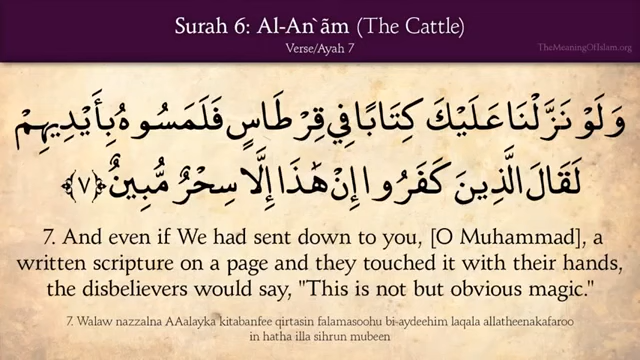 Surah 6: Al-An`ãm (The Cattle)
Verse/Ayah 7
TheMeaningOfIslam.org
وَلَوْ نَزَّلْنَا عَلَيْكَ كِتَابًا فِي قِرْطَاسٍ فَلَمَسُوهُ بِأَيْدِيهِمْ
لَقَالَ الَّذِينَ كَفَرُوا إِنْ هَٰذَا إِلَّا سِحْرٌ مُّبِينٌ ﴿٧﴾
7. And even if We had sent down to you, [O Muhammad], a
written scripture on a page and they touched it with their hands,
the disbelievers would say, "This is not but obvious magic."
7. Walaw nazzalna AAalayka kitabanfee qirtasin falamasoohu bi-aydeehim laqala allatheenakafaroo
in hatha illa sihrun mubeen